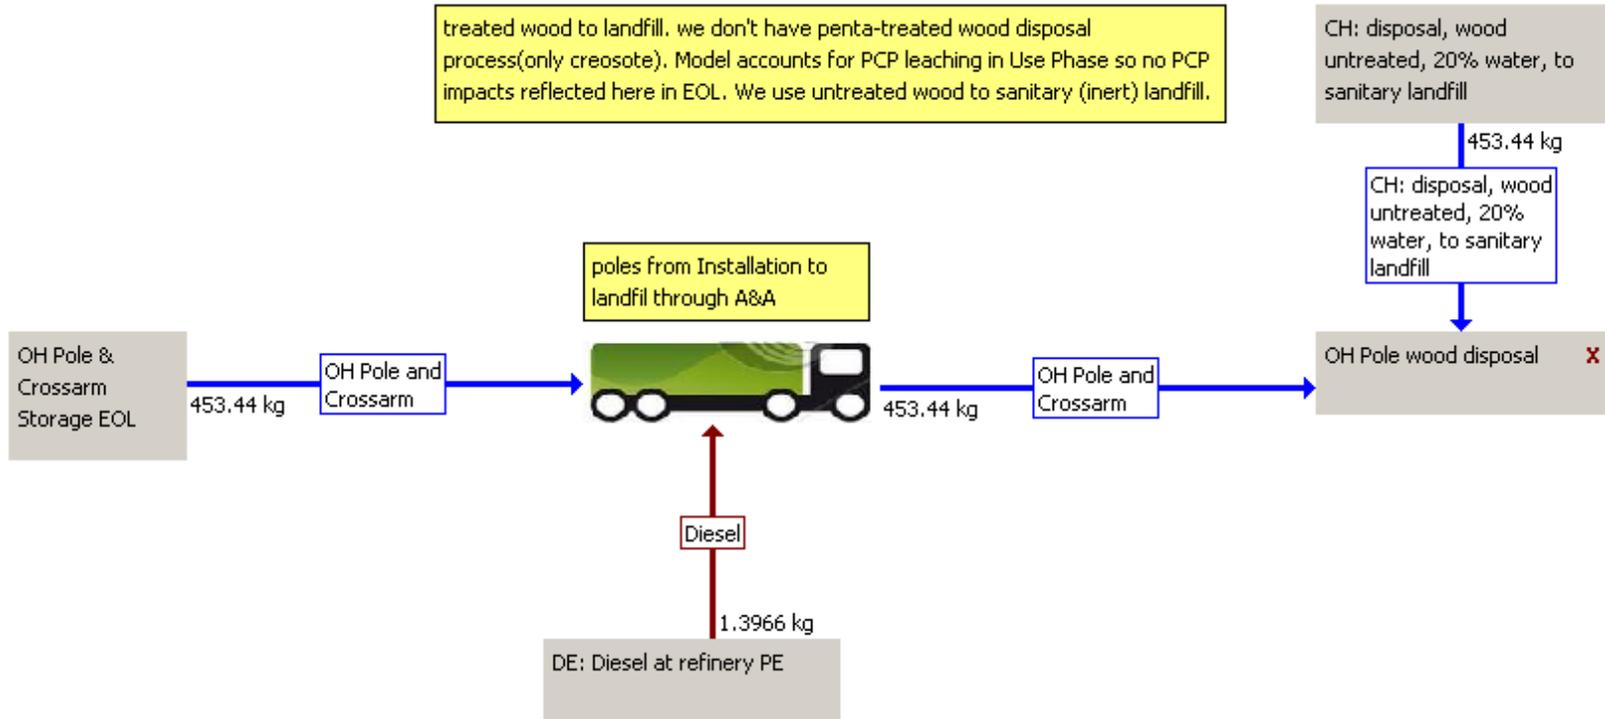 treated wood to landfill. we don't have penta-treated wood disposal
process(only creosote). Model accounts for PCP leaching in Use Phase so no PCP
impacts reflected here in EOL. We use untreated wood to sanitary (inert) landfill.
CH: disposal, wood
untreated, 20% water, to
sanitary landfill
453.44 kg
CH: disposal, wood
untreated, 20%
water, to sanitary
landfill
poles from Installation to
landfil through A&A
OH Pole &
Crossarm
Storage EOL
453.44 kg
OH Pole and
Crossarm
453.44 kg
OH Pole and
Crossarm
OH Pole wood disposal X
Diesel
1.3966 kg
DE: Diesel at refinery PE